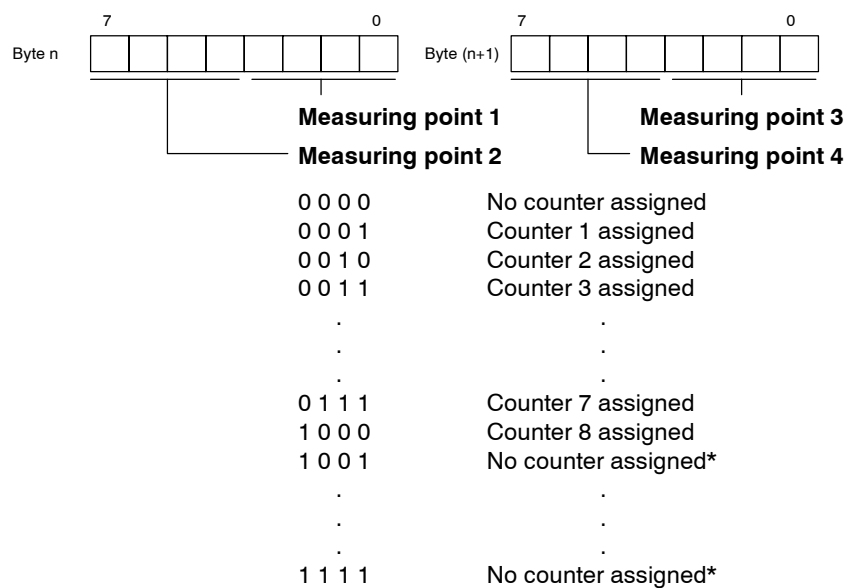 7 0 7 0
Byte n Byte (n+1)
Measuring point 1 Measuring point 3
Measuring point 2 Measuring point 4
0 0 0 0 No counter assigned
0 0 0 1 Counter 1 assigned
0 0 1 0 Counter 2 assigned
0 0 1 1 Counter 3 assigned
. .
. .
. .
0 1 1 1 Counter 7 assigned
1 0 0 0 Counter 8 assigned
1 0 0 1 No counter assigned*
. .
. .
. .
1 1 1 1 No counter assigned*